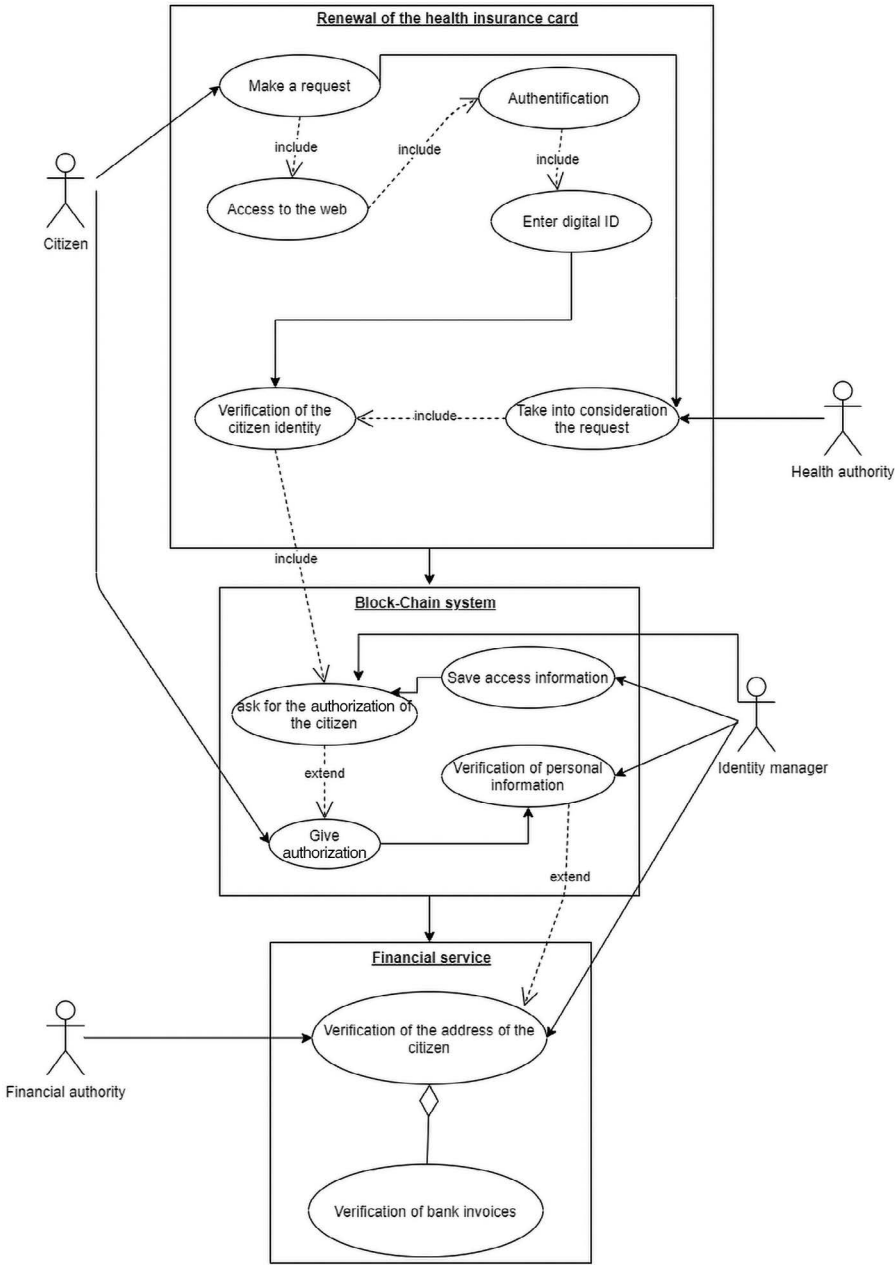 Renewal of the health insurance card
Make a request
Authentification
include
include
include
Access to the web
Enter digital ID
Citizen
Verification of the
citizen identity
include
Take into consideration
the request
Health authority
include
Block-Chain system
Save access information
ask for the authorization of
the citizen
Identity manager
extend
Verification of personal
information
Give
authorization
extend
Financial service
Verification of the address of the
citizen
Financial authority
Verification of bank invoices